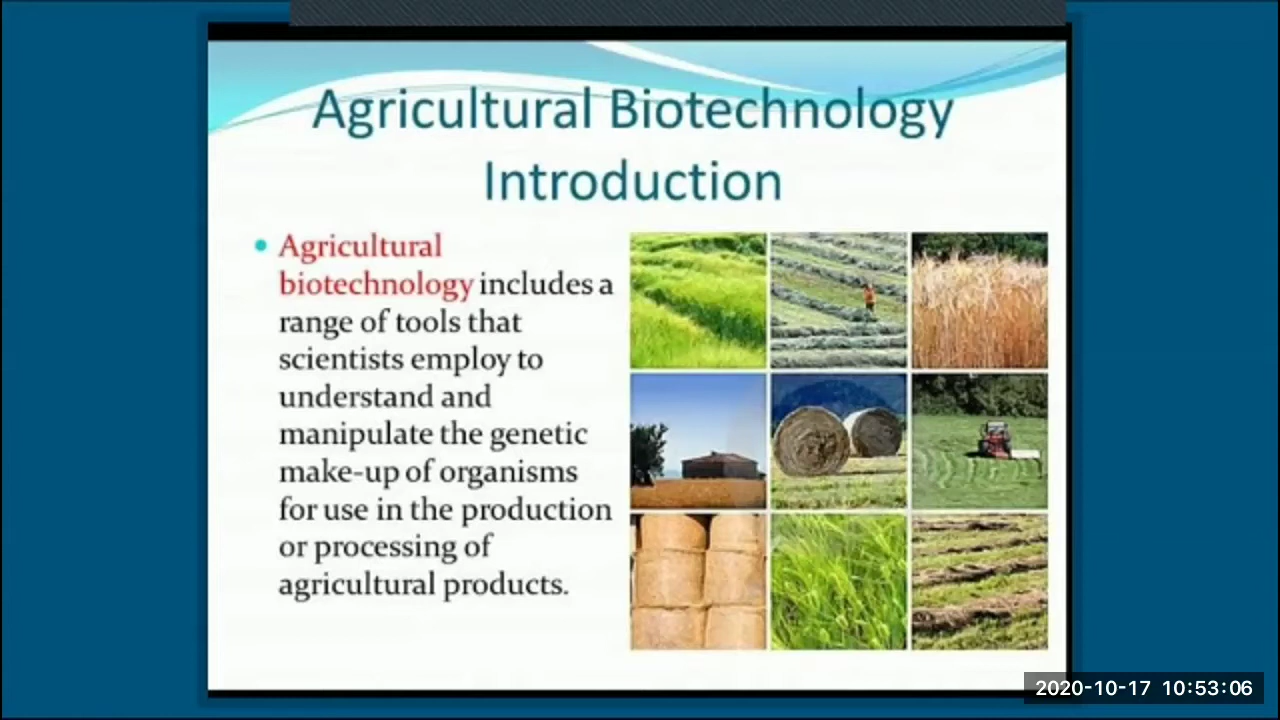 Agricultural Biotechnology
Introduction
Agricultural
biotechnology includes a
range of tools that
scientists employ to
understand and
manipulate the genetic
make-up of organisms
for use in the production
or processing of
agricultural products.
2020-10-17 10:53:06